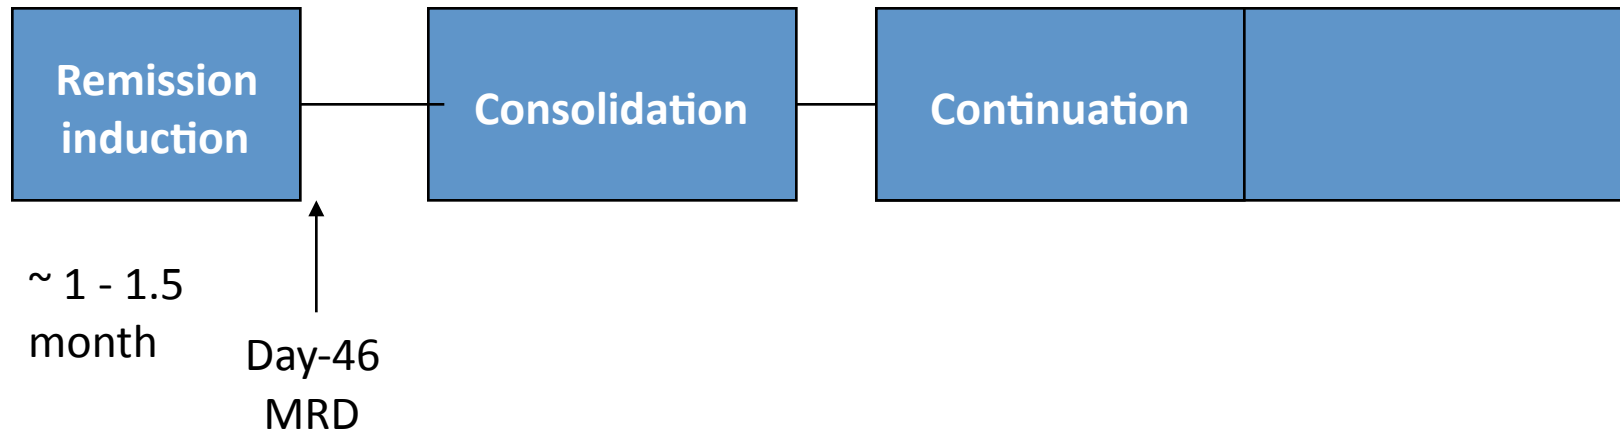 Remission
induction
Consolidation
Continuation
~ 1 - 1.5
month
Day-46
MRD